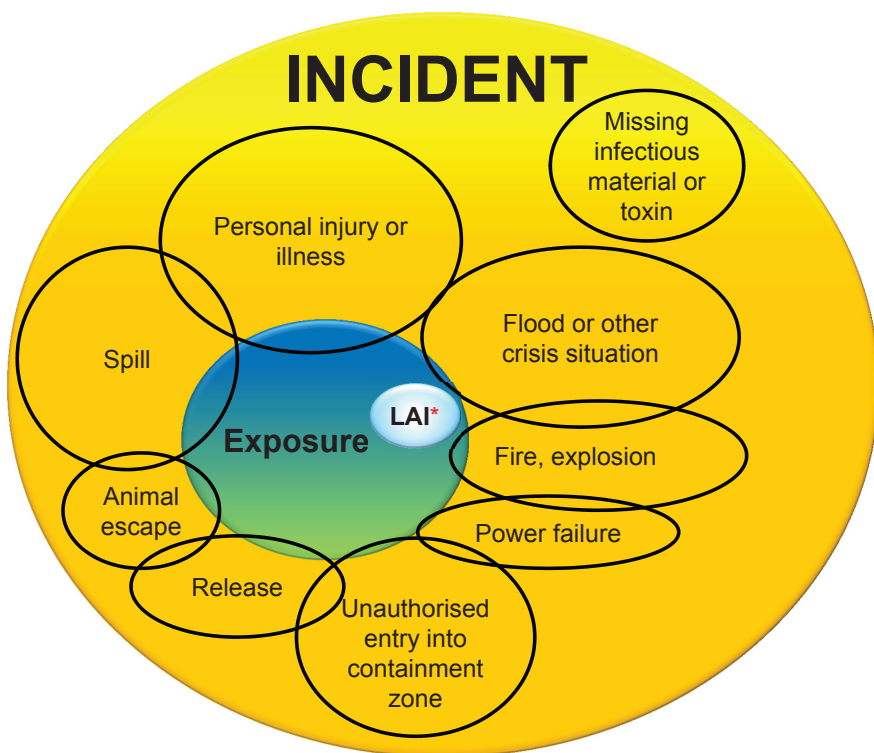 INCIDENT
Missing
infectious
material or
toxin
Personal injury or
illness
Flood or other
crisis situation
Spill
LAI*
Exposure
Fire, explosion
Animal
escape
Power failure
Release
Unauthorised
entry into
containment
zone